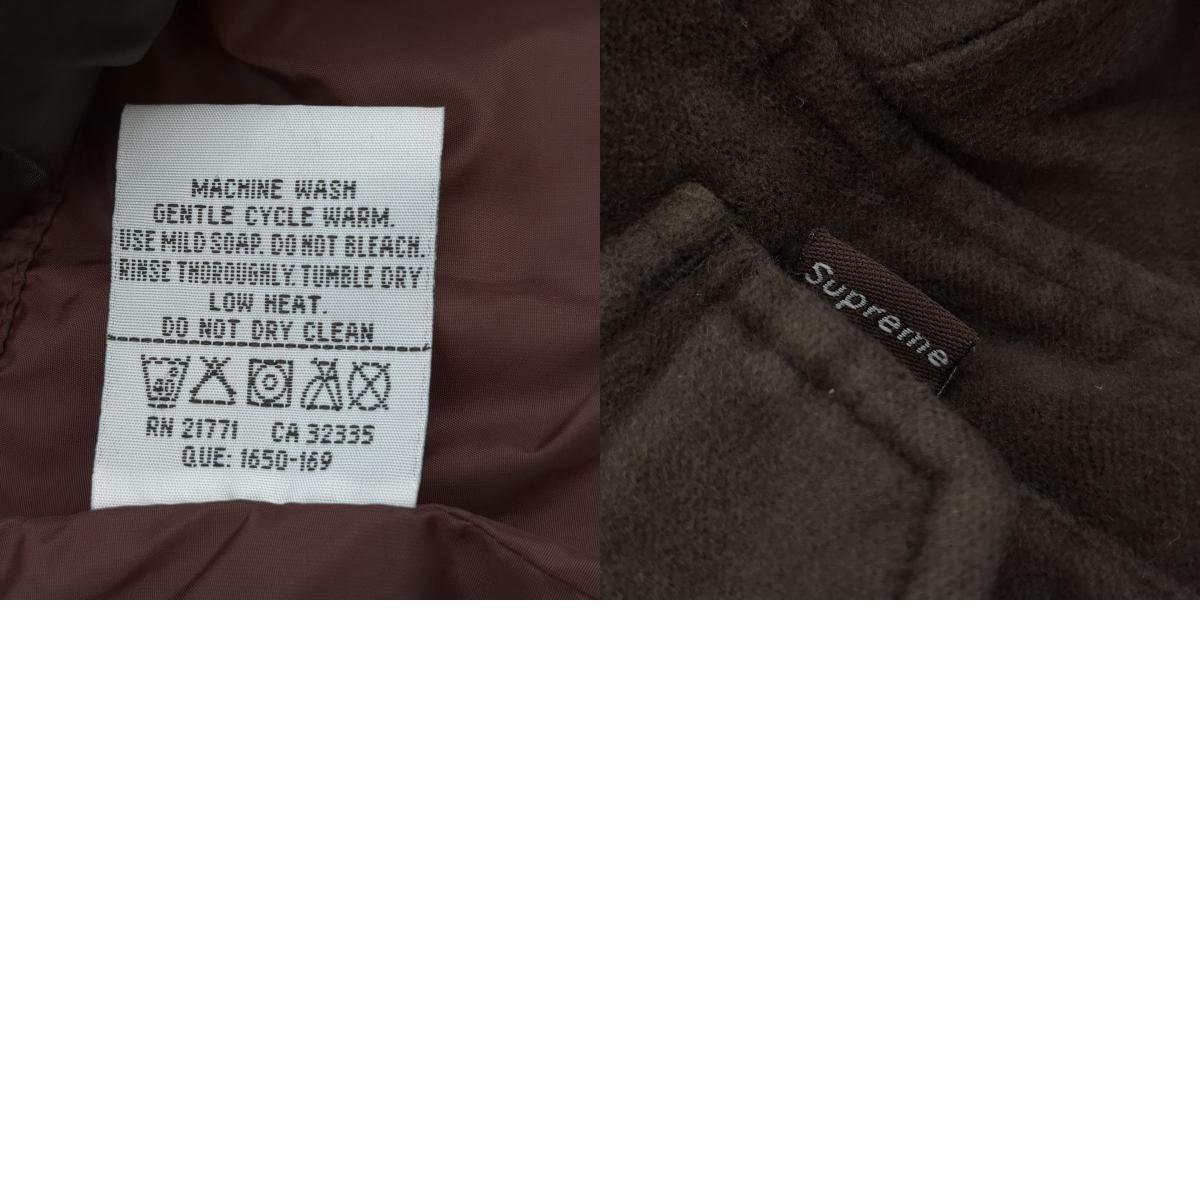 MACHINE WASH
GENTLE CYCLE WARM.
USE MILD SOAP. DO NOT BLEACH.
RINSE THOROUGHLY. TUMBLE DRY
LOW HEAT.
DO NOT DRY CLEAN
40
RN 21771 CA 32335
QUE: 1650-169
Supreme